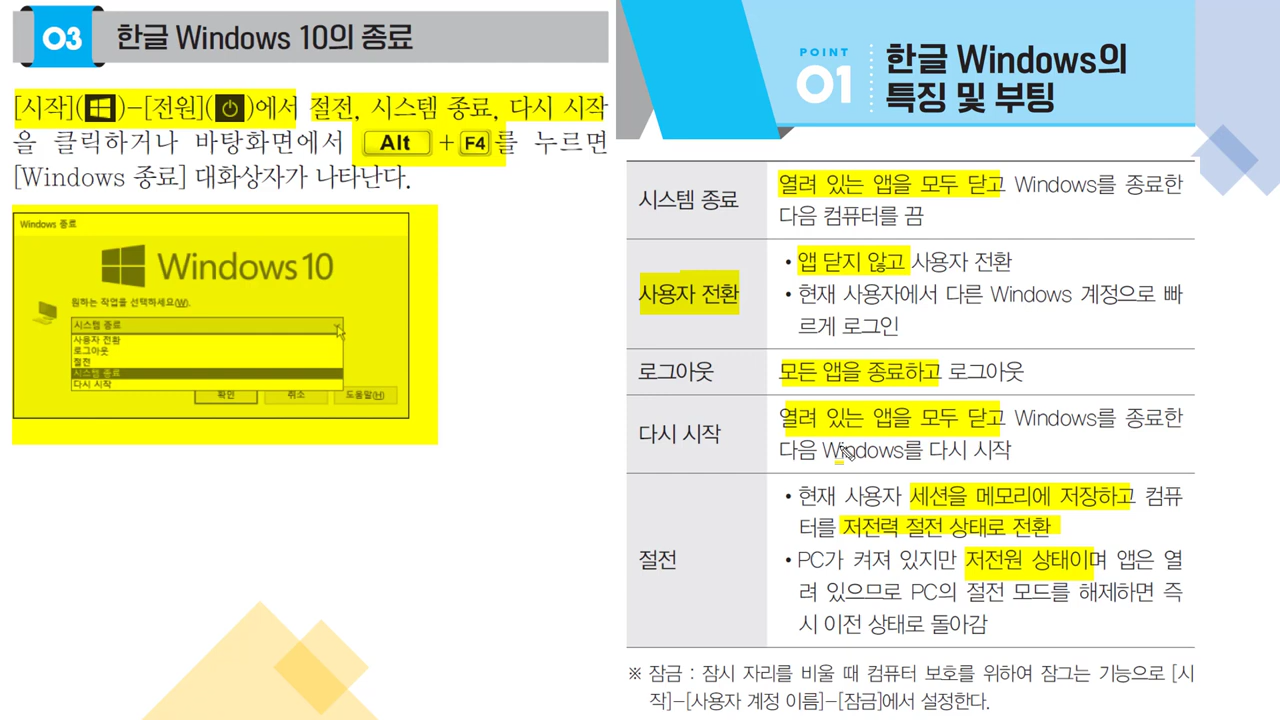 03 한글 Windows 10의 종료
[시작]()-[전원]()에서 절전, 시스템 종료, 다시 시작
을 클릭하거나 바탕화면에서 Alt + F4 를 누르면
[Windows 종료] 대화상자가 나타난다.
Windows 종료
Windows 10
원하는 작업을 선택하세요(W).
시스템 종료
사용자 전환
로그아웃
절전
시스템 종료
다시 시작
확인 취소 도움말(H)
POINT
01
한글 Windows의
특징 및 부팅
시스템 종료
열려 있는 앱을 모두 닫고 Windows를 종료한
다음 컴퓨터를 끔
사용자 전환
• 앱 닫지 않고 사용자 전환
• 현재 사용자에서 다른 Windows 계정으로 빠
르게 로그인
로그아웃
모든 앱을 종료하고 로그아웃
다시 시작
열려 있는 앱을 모두 닫고 Windows를 종료한
다음 Windows를 다시 시작
절전
• 현재 사용자 세션을 메모리에 저장하고 컴퓨
터를 저전력 절전 상태로 전환
• PC가 켜져 있지만 저전원 상태이며 앱은 열
려 있으므로 PC의 절전 모드를 해제하면 즉
시 이전 상태로 돌아감
※ 잠금 : 잠시 자리를 비울 때 컴퓨터 보호를 위하여 잠그는 기능으로 [시
작]-[사용자 계정 이름]-[잠금]에서 설정한다.